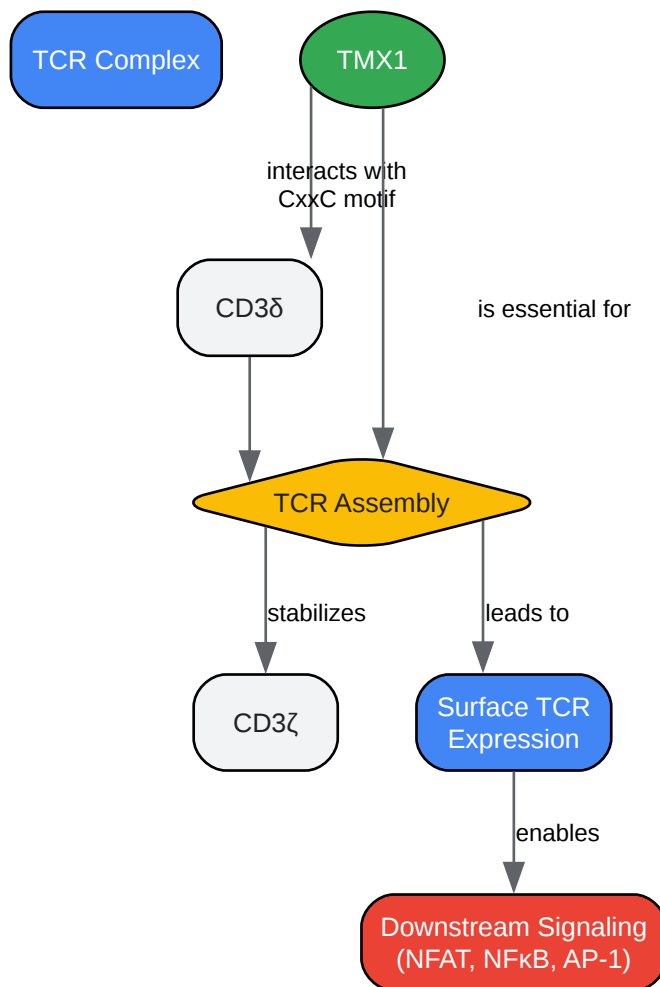 TCR Complex
TMX1
interacts with
CxxC motif
CD3δ
is essential for
TCR Assembly
stabilizes
leads to
CD3ζ
Surface TCR
Expression
enables
Downstream Signaling
(NFAT, NFκB, AP-1)